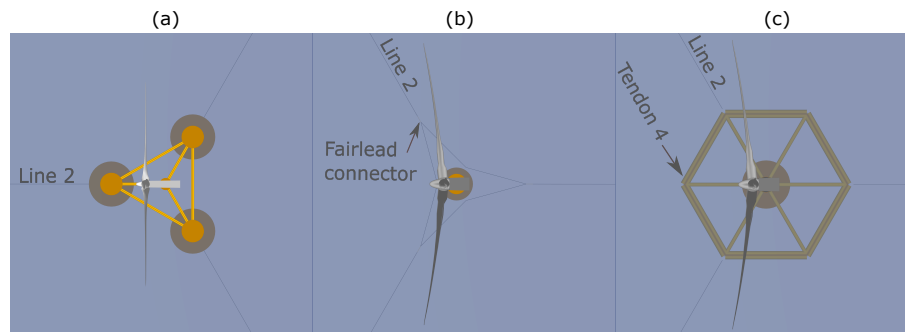 (a)
(b)
(c)
Line 2
Line 2
Fairlead
connector
Line 2
Tendon 4